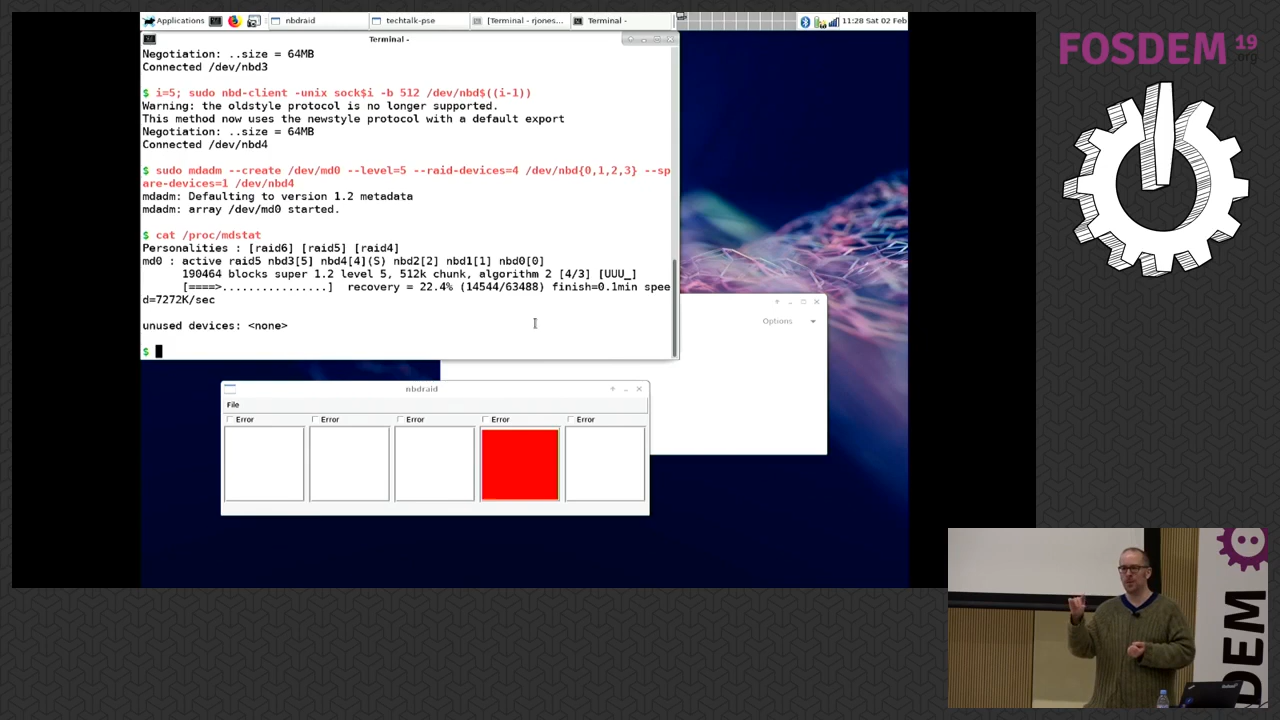 Applications
nbdraid
techtalk-pse
[Terminal - rjones...
Terminal -
11:28 Sat 02 Feb
Terminal -
Negotiation: ..size = 64MB
Connected /dev/nbd3
$ i=5; sudo nbd-client -unix sock$i -b 512 /dev/nbd$((i-1))
Warning: the oldstyle protocol is no longer supported.
This method now uses the newstyle protocol with a default export
Negotiation: ..size = 64MB
Connected /dev/nbd4
$ sudo mdadm --create /dev/md0 --level=5 --raid-devices=4 /dev/nbd{0,1,2,3} --sp
are-devices=1 /dev/nbd4
mdadm: Defaulting to version 1.2 metadata
mdadm: array /dev/md0 started.
$ cat /proc/mdstat
Personalities : [raid6] [raid5] [raid4]
md0 : active raid5 nbd3[5] nbd4[4](S) nbd2[2] nbd1[1] nbd0[0]
190464 blocks super 1.2 level 5, 512k chunk, algorithm 2 [4/3] [UUU_]
[====>................] recovery = 22.4% (14544/63488) finish=0.1min spee
d=7272K/sec
unused devices: <none>
$
Options
nbdraid
File
Error
Error
Error
Error
Error
FOSDEM 19
.org
DEM